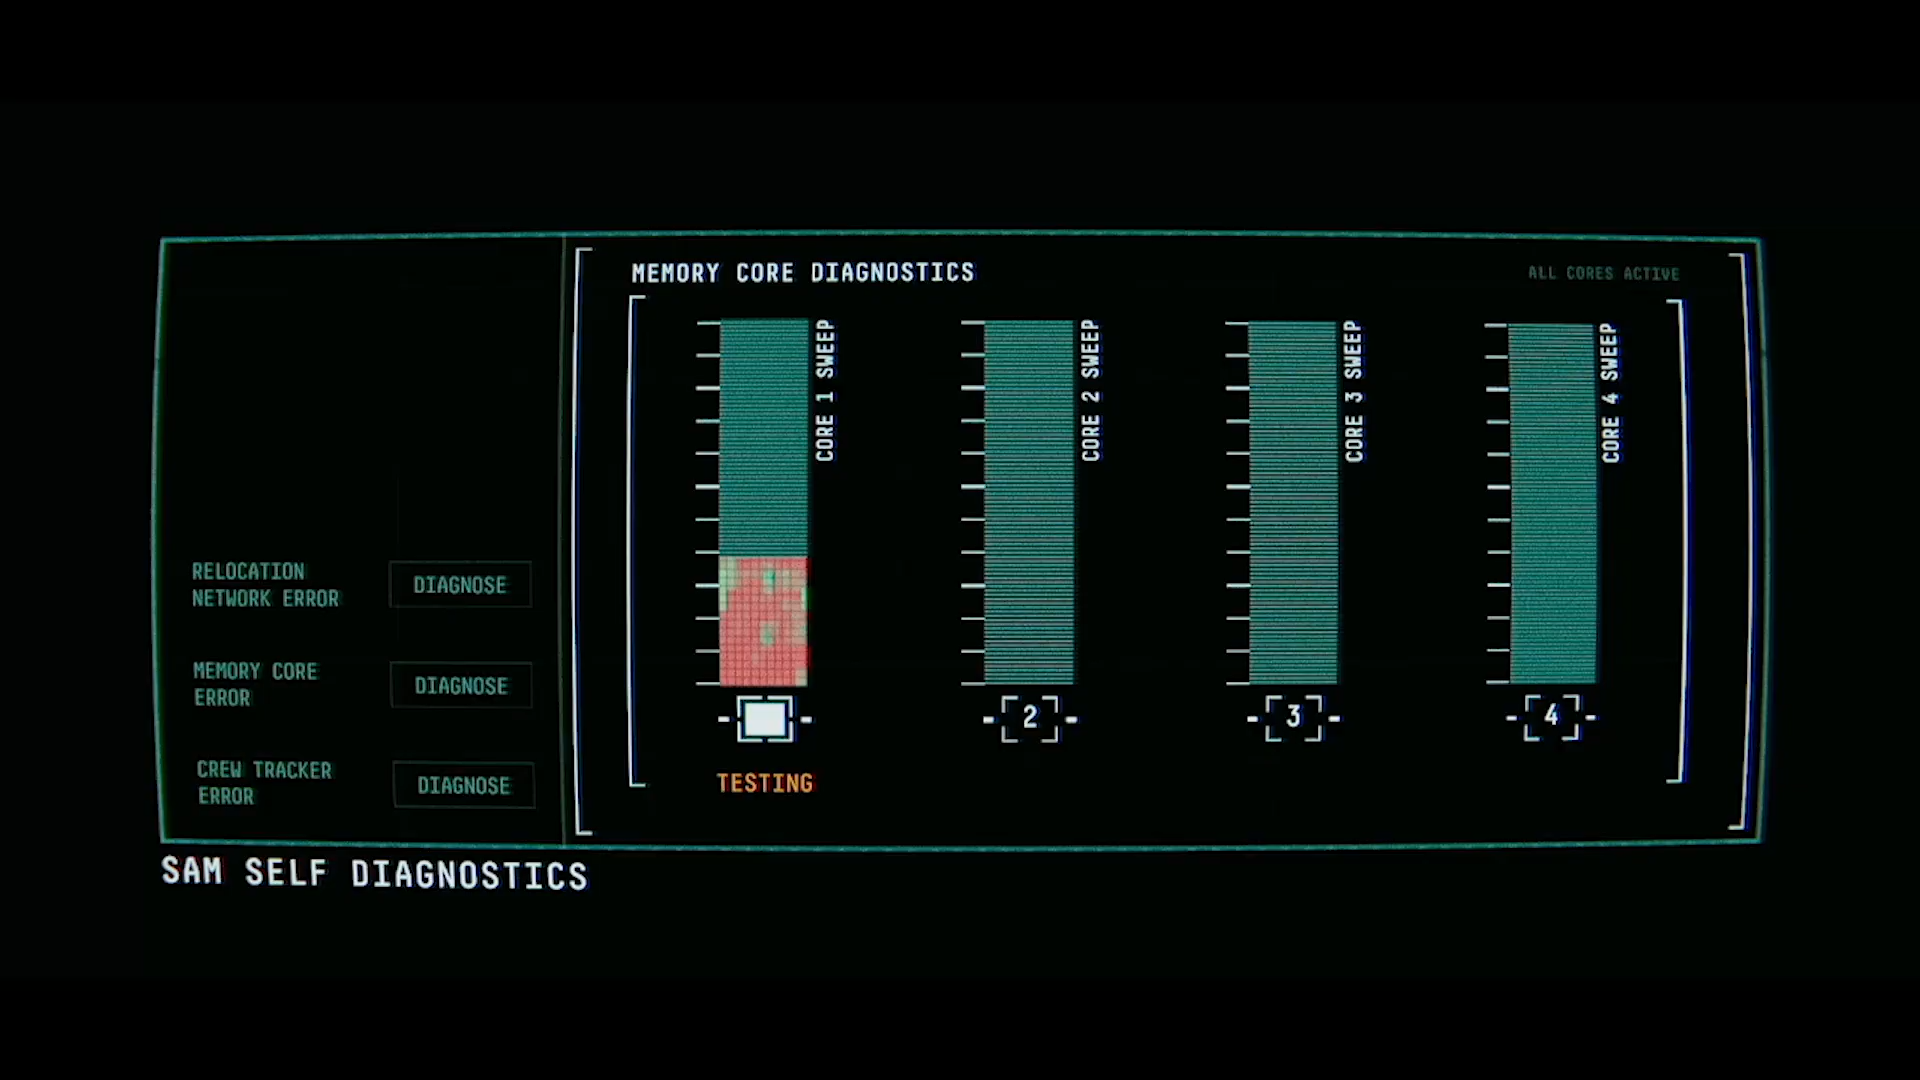 MEMORY CORE DIAGNOSTICS
ALL CORES ACTIVE
CORE 1 SWEEP
CORE 2 SWEEP
CORE 3 SWEEP
CORE 4 SWEEP
RELOCATION
NETWORK ERROR
DIAGNOSE
MEMORY CORE
ERROR
DIAGNOSE
CREW TRACKER
ERROR
DIAGNOSE
2
3
4
TESTING
SAM SELF DIAGNOSTICS